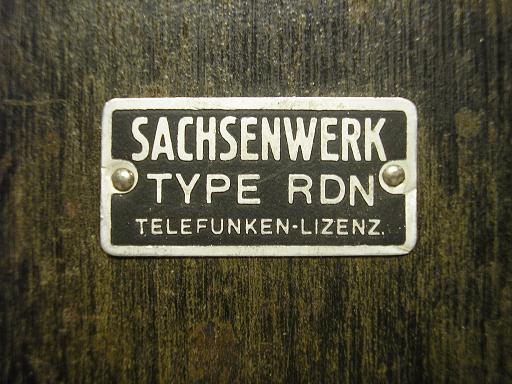 SACHSENWERK
TYPE RDN
TELEFUNKEN-LIZENZ.